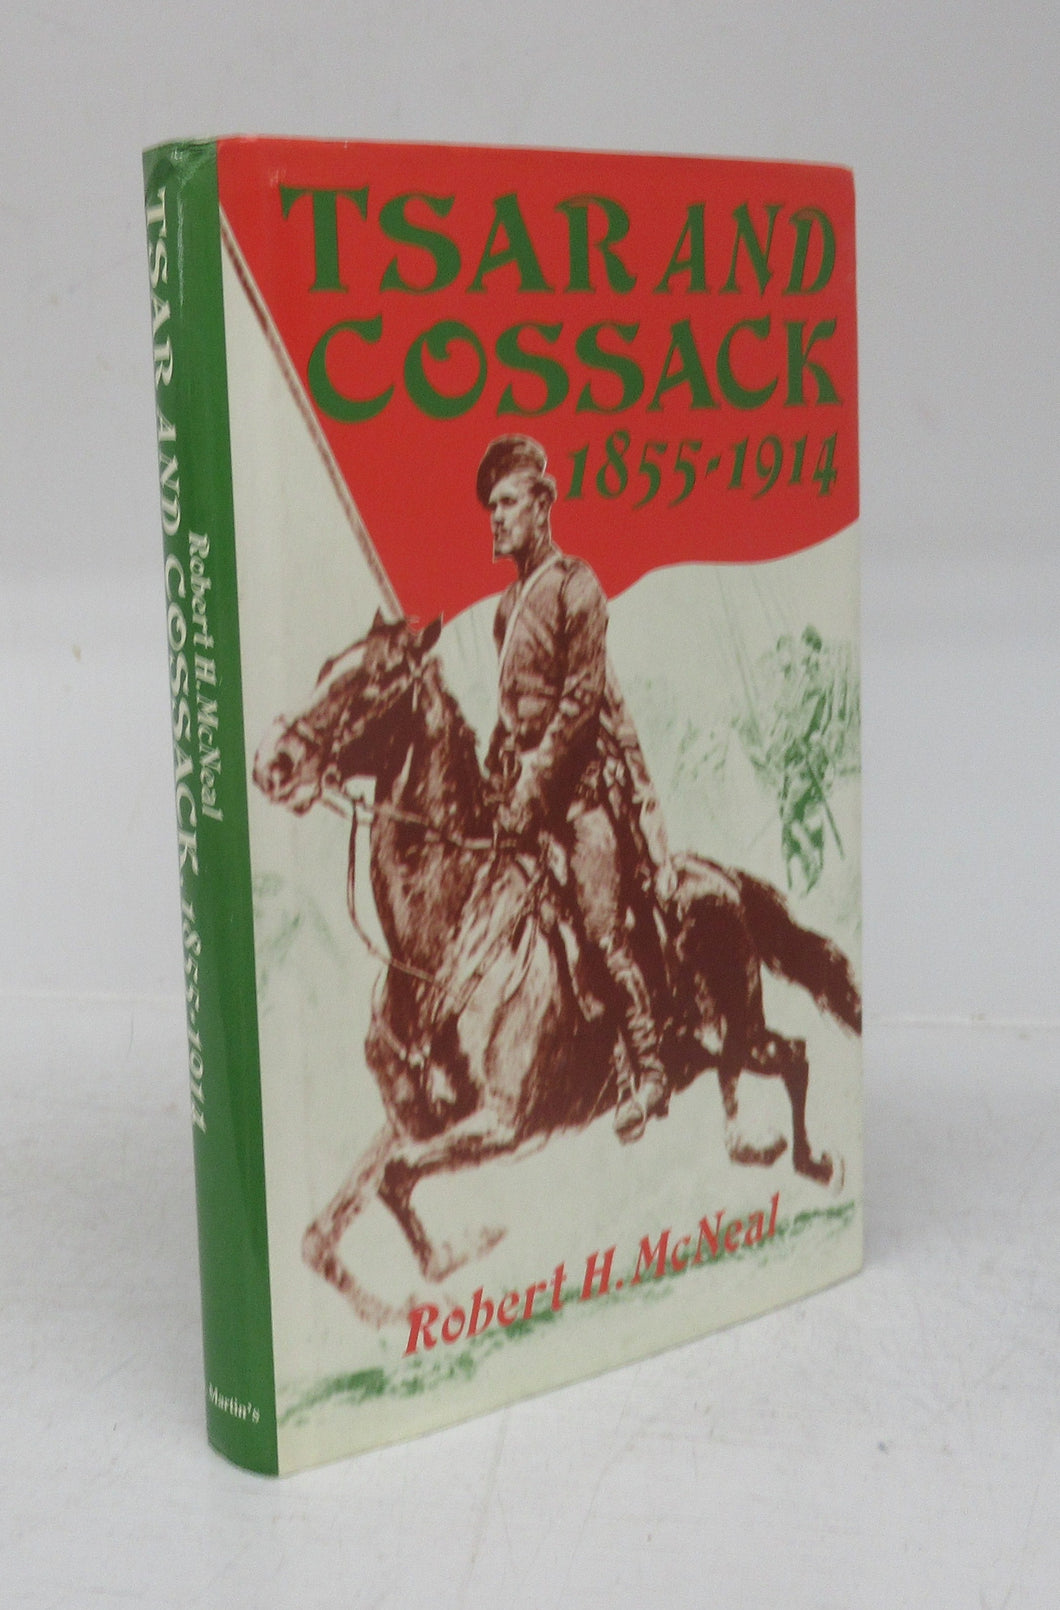 TSAR AND
COSSACK
1855-1914
Robert H. McNeal
TSAR AND COSSACK 1855-1914
Robert H. McNeal
Martin's